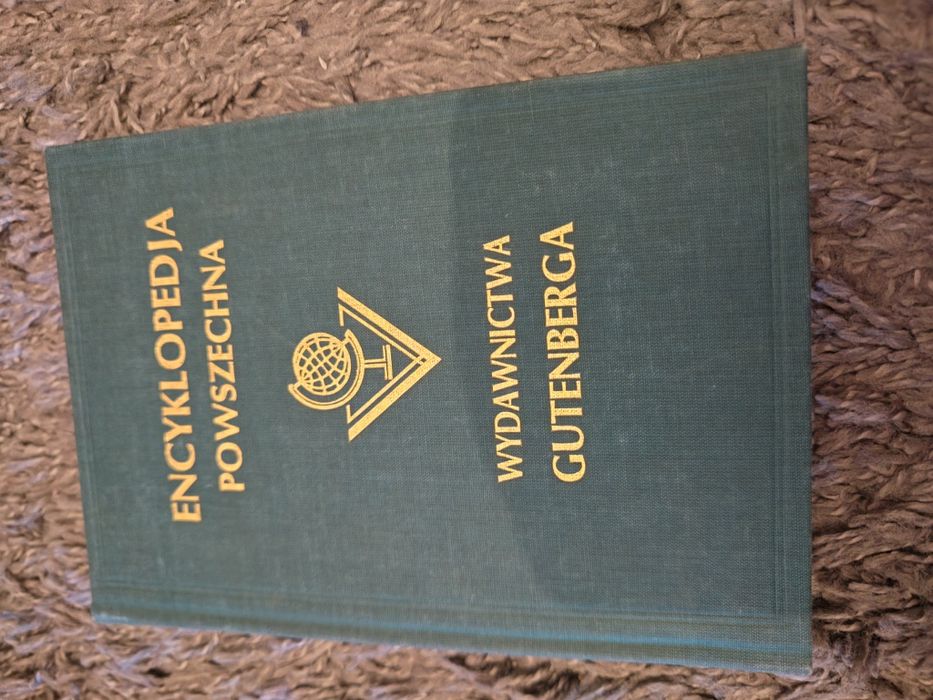 ENCYKLOPEDJA
POWSZECHNA
WYDAWNICTWA
GUTENBERGA